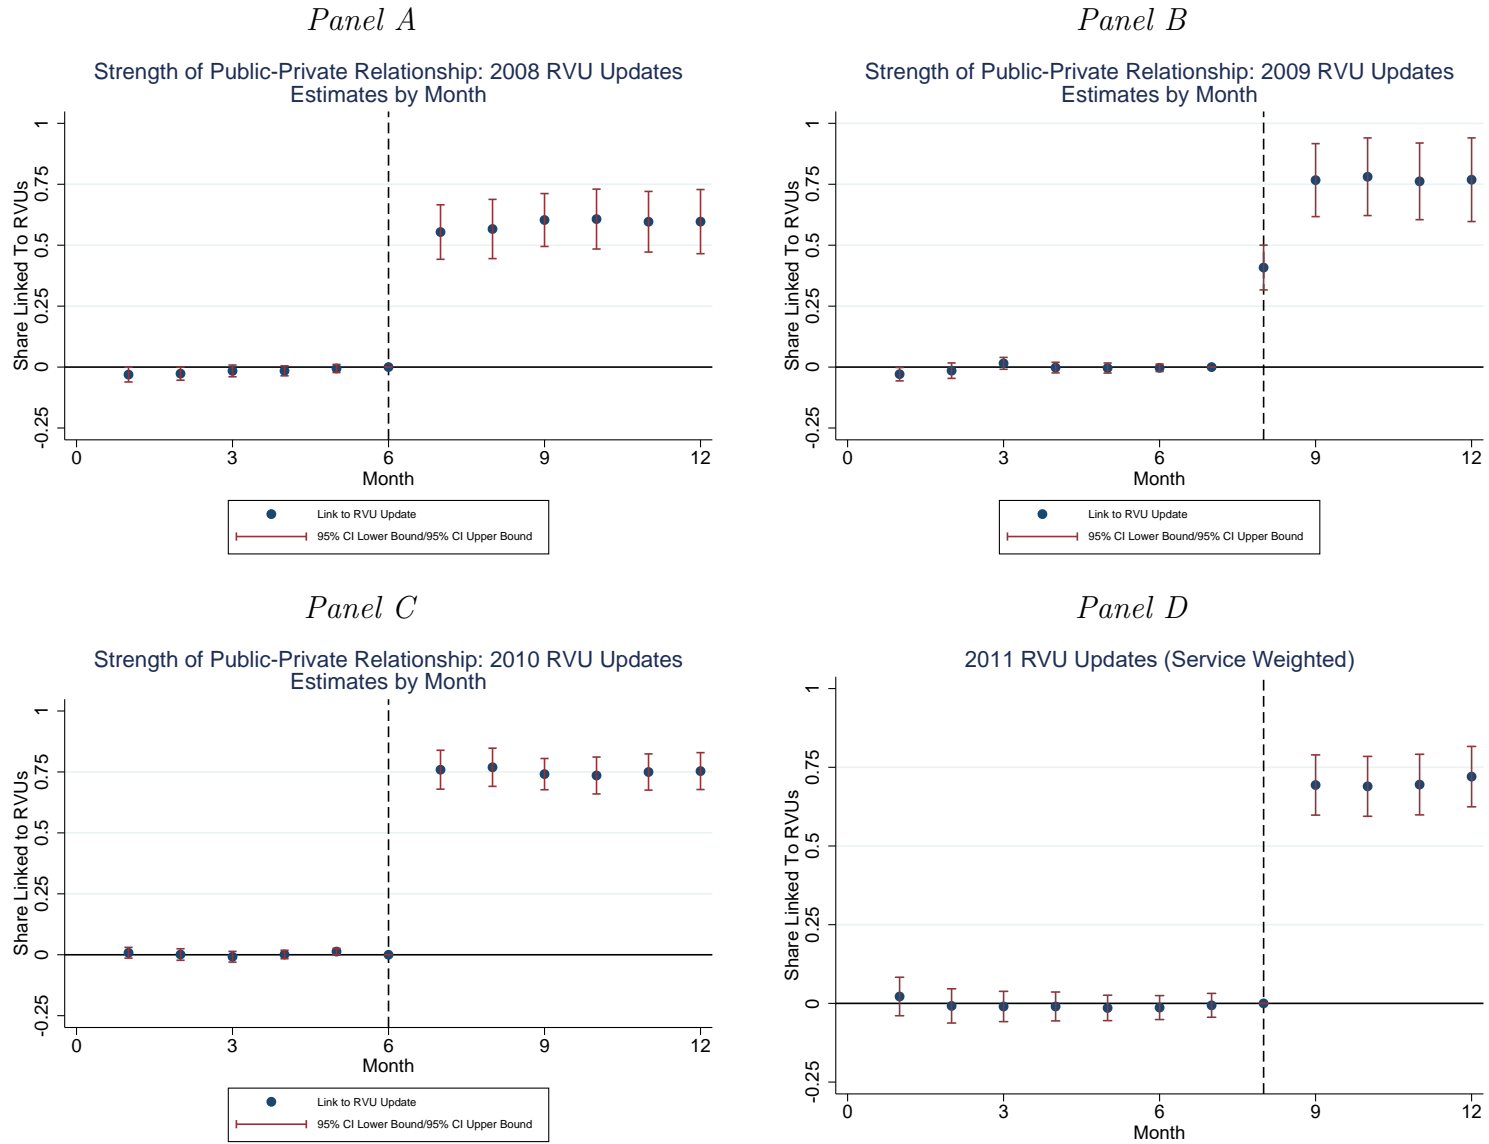 Panel A
Strength of Public-Private Relationship: 2008 RVU Updates
Estimates by Month
Share Linked To RVUs
1
0.75
0.5
0.25
0
-0.25
0 3 6 9 12
Month
Link to RVU Update
95% CI Lower Bound/95% CI Upper Bound
Panel B
Strength of Public-Private Relationship: 2009 RVU Updates
Estimates by Month
Share Linked To RVUs
1
0.75
0.5
0.25
0
-0.25
0 3 6 9 12
Month
Link to RVU Update
95% CI Lower Bound/95% CI Upper Bound
Panel C
Strength of Public-Private Relationship: 2010 RVU Updates
Estimates by Month
Share Linked to RVUs
1
0.75
0.5
0.25
0
-0.25
0 3 6 9 12
Month
Link to RVU Update
95% CI Lower Bound/95% CI Upper Bound
Panel D
2011 RVU Updates (Service Weighted)
Share Linked To RVUs
1
0.75
0.5
0.25
0
-0.25
0 3 6 9 12
Month